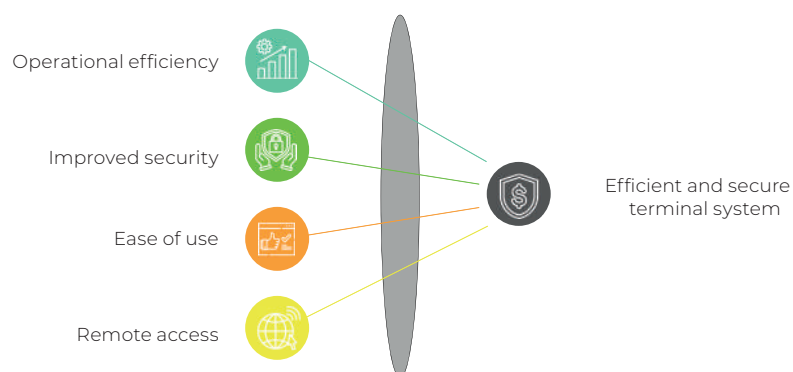 Operational efficiency
Improved security
Ease of use
Remote access
$
Efficient and secure
terminal system